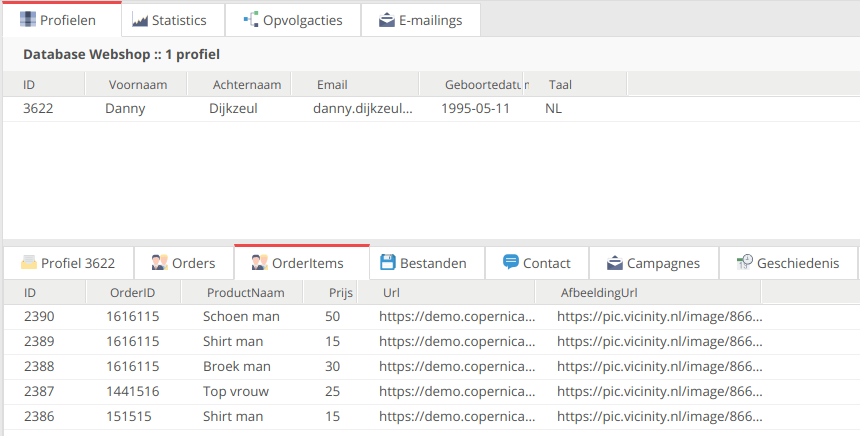 Profielen Statistics Opvolgacties E-mailings
Database Webshop :: 1 profiel
ID Voornaam Achternaam Email Geboortedatum Taal
3622 Danny Dijkzeul danny.dijkzeul... 1995-05-11 NL
Profiel 3622 Orders OrderItems Bestanden Contact Campagnes Geschiedenis
ID OrderID ProductNaam Prijs Url AfbeeldingUrl
2390 1616115 Schoen man 50 https://demo.copernica... https://pic.vicinity.nl/image/866...
2389 1616115 Shirt man 15 https://demo.copernica... https://pic.vicinity.nl/image/866...
2388 1616115 Broek man 30 https://demo.copernica... https://pic.vicinity.nl/image/866...
2387 1441516 Top vrouw 25 https://demo.copernica... https://pic.vicinity.nl/image/866...
2386 151515 Shirt man 15 https://demo.copernica... https://pic.vicinity.nl/image/866...